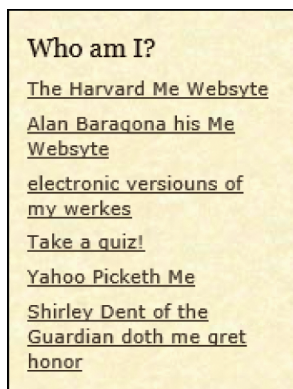 Who am I?
The Harvard Me Websyte
Alan Baragona his Me
Websyte
electronic versiouns of
my werkes
Take a quiz!
Yahoo Picketh Me
Shirley Dent of the
Guardian doth me gret
honor